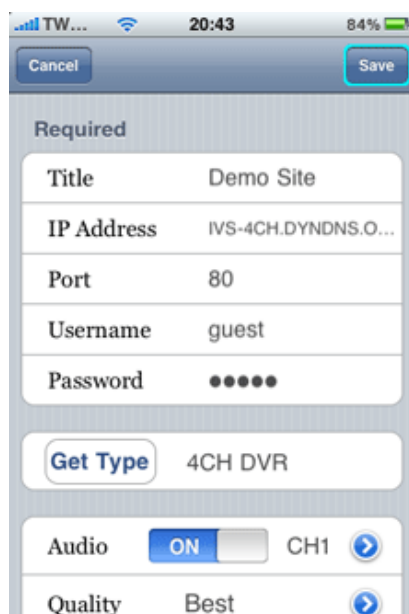 TW... 20:43 84%
Cancel Save
Required
Title Demo Site
IP Address IVS-4CH.DYNDNS.O...
Port 80
Username guest
Password ●●●●●
Get Type 4CH DVR
Audio ON CH1
Quality Best